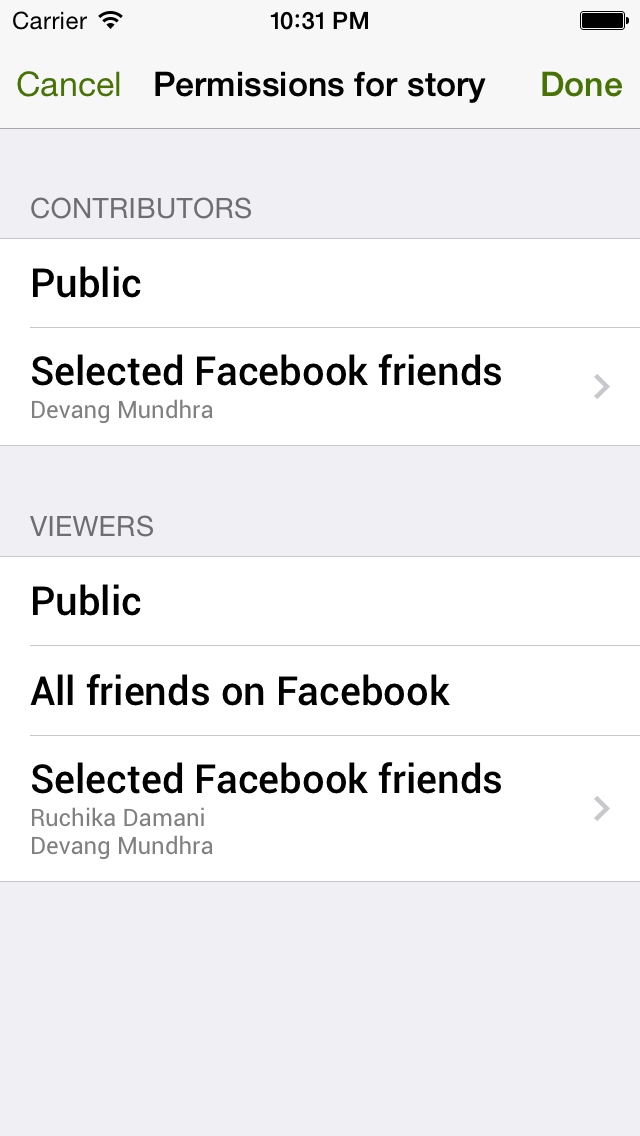 Carrier 10:31 PM
Cancel Permissions for story Done
CONTRIBUTORS
Public
Selected Facebook friends
Devang Mundhra
VIEWERS
Public
All friends on Facebook
Selected Facebook friends
Ruchika Damani
Devang Mundhra